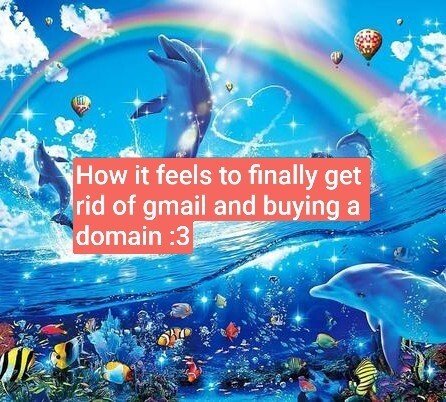 How it feels to finally get
rid of gmail and buying a
domain :3